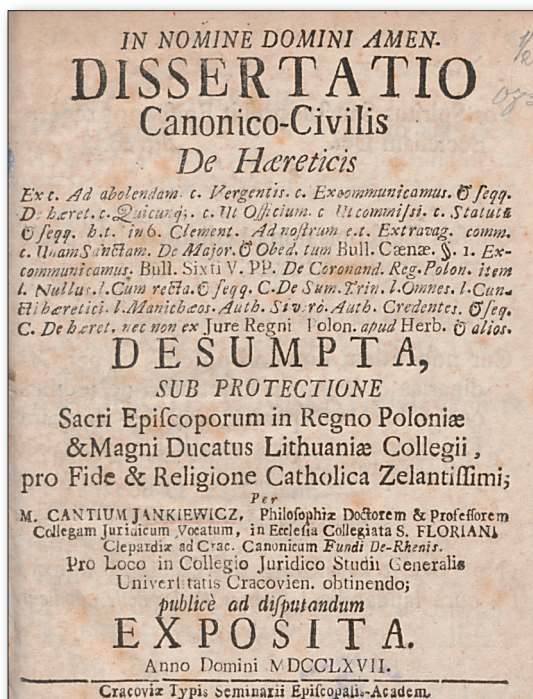 IN NOMINE DOMINI AMEN.
DISSERTATIO
Canonico-Civilis
De Hæreticis
Ex c. Ad abolendam. c. Vergentis. c. Excommunicamus. & ſeqq.
De hæret. c. Quicunq;. c. Ut Officium. c Ut commiſsi. c. Statuta
& ſeqq. h.t. in 6. Clement. Ad noſtrum e.t. Extravag. comm.
c. Unam Sanctam. De Major. & Obed. tum Bull. Cænæ. §. 1. Ex-
communicamus. Bull. Sixti V. PP. De Coronand. Reg. Polon. item
l. Nullus. l. Cum recta. & ſeqq. C. De Sum. Trin. l. Omnes. l. Cun-
cti hæretici. l. Manichæos. Auth. Si vero. Auth. Credentes. & ſeq.
C. De hæret. nec non ex Jure Regni Polon. apud Herb. & alios.
DESUMPTA,
SUB PROTECTIONE
Sacri Epiſcoporum in Regno Poloniæ
& Magni Ducatus Lithuaniæ Collegii,
pro Fide & Religione Catholica Zelantiſſimi;
Per
M. CANTIUM JANKIEWICZ, Philoſophiæ Doctorem & Profeſſorem
Collegam Juridicum Vocatum, in Eccleſia Collegiata S. FLORIANI
Clepardiæ ad Crac. Canonicum Fundi De-Rhenis.
Pro Loco in Collegio Juridico Studii Generalis
Univerſitatis Cracovien. obtinendo;
publicè ad diſputandum
EXPOSITA.
Anno Domini MDCCLXVII.
Cracoviæ Typis Seminarii Epiſcopalis-Academ.